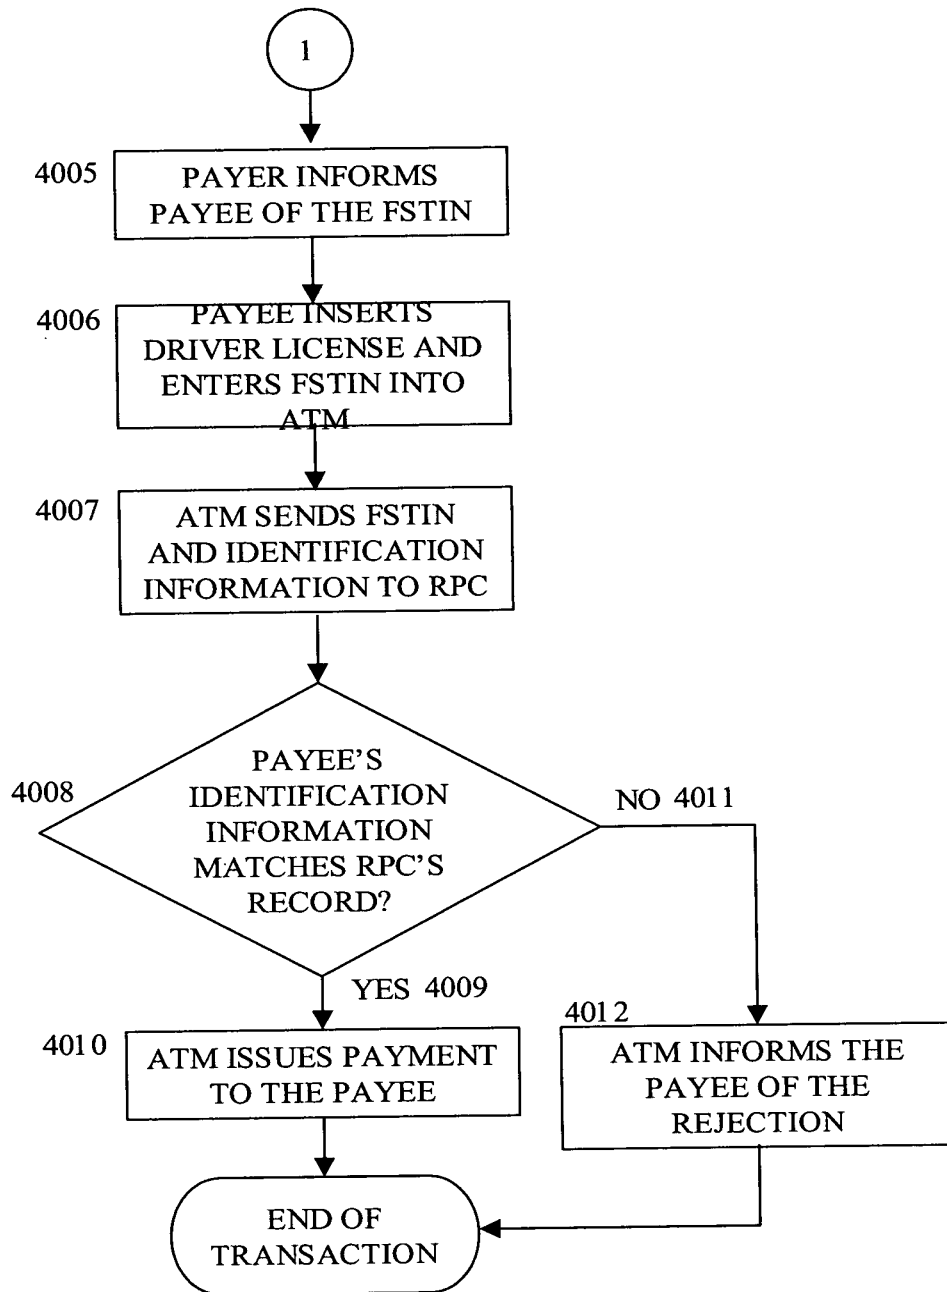 1
4005
PAYER INFORMS
PAYEE OF THE FSTIN
4006
PAYEE INSERTS
DRIVER LICENSE AND
ENTERS FSTIN INTO
ATM
4007
ATM SENDS FSTIN
AND IDENTIFICATION
INFORMATION TO RPC
4008
PAYEE'S
IDENTIFICATION
INFORMATION
MATCHES RPC'S
RECORD?
NO 4011
YES 4009
4010
ATM ISSUES PAYMENT
TO THE PAYEE
4012
ATM INFORMS THE
PAYEE OF THE
REJECTION
END OF
TRANSACTION